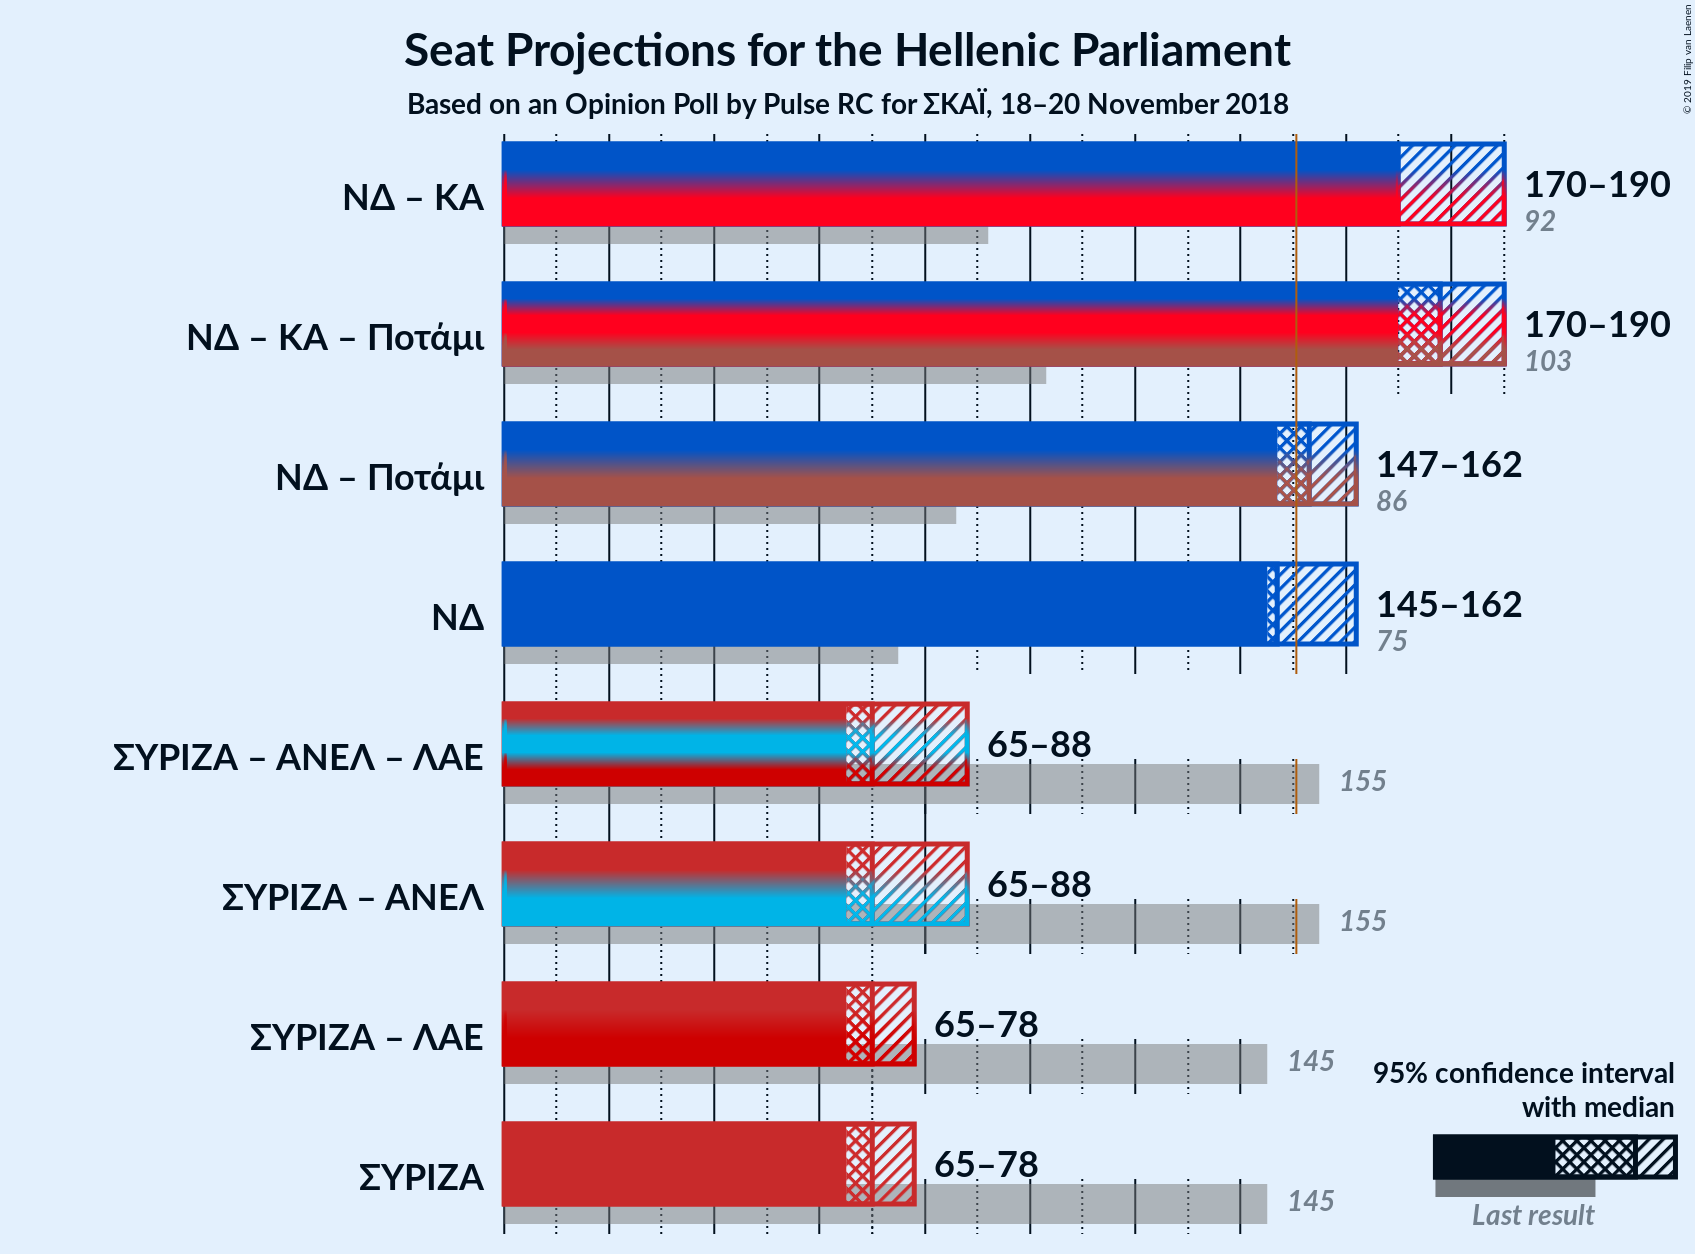 Seat Projections for the Hellenic Parliament
Based on an Opinion Poll by Pulse RC for ΣΚΑΪ, 18–20 November 2018
© 2019 Filip van Laenen
ΝΔ – ΚΑ
170–190
92
ΝΔ – ΚΑ – Ποτάμι
170–190
103
ΝΔ – Ποτάμι
147–162
86
ΝΔ
145–162
75
ΣΥΡΙΖΑ – ΑΝΕΛ – ΛΑΕ
65–88
155
ΣΥΡΙΖΑ – ΑΝΕΛ
65–88
155
ΣΥΡΙΖΑ – ΛΑΕ
65–78
145
ΣΥΡΙΖΑ
65–78
145
95% confidence interval
with median
Last result